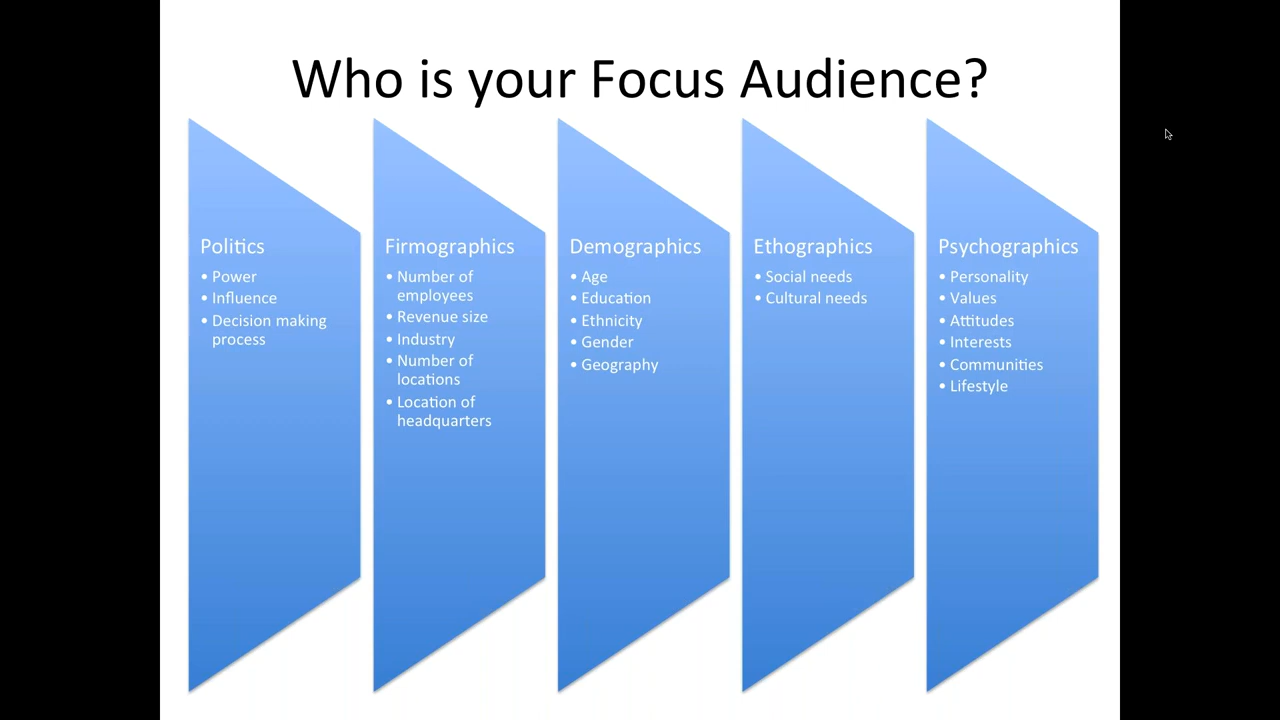 Who is your Focus Audience?
Politics
• Power
• Influence
• Decision making
process
Firmographics
• Number of
employees
• Revenue size
• Industry
• Number of
locations
• Location of
headquarters
Demographics
• Age
• Education
• Ethnicity
• Gender
• Geography
Ethographics
• Social needs
• Cultural needs
Psychographics
• Personality
• Values
• Attitudes
• Interests
• Communities
• Lifestyle